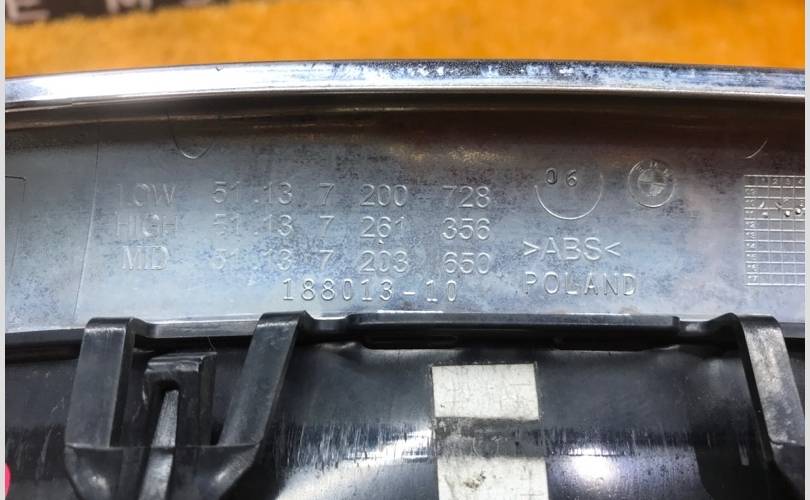 LOW 51.13 7 200 728
HIGH 51.13 7 261 356
MID 51.13 7 203 650
188013-10
06
>ABS<
POLAND